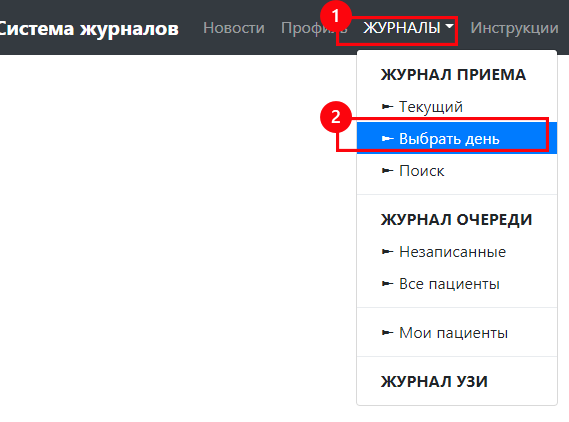 Система журналов Новости Профиль ЖУРНАЛЫ Инструкции
1
ЖУРНАЛ ПРИЕМА
Текущий
2
Выбрать день
Поиск
ЖУРНАЛ ОЧЕРЕДИ
Незаписанные
Все пациенты
Мои пациенты
ЖУРНАЛ УЗИ